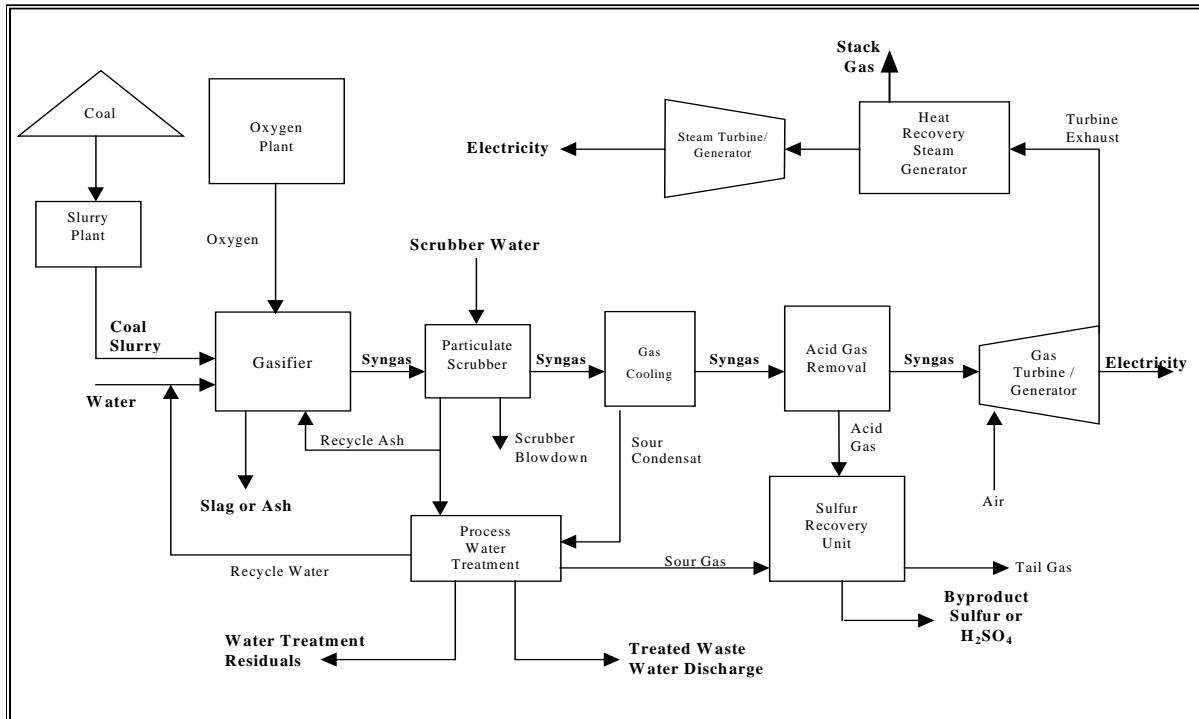 Stack
Gas
Coal
Oxygen
Plant
Electricity
Steam Turbine/
Generator
Heat
Recovery
Steam
Generator
Turbine
Exhaust
Slurry
Plant
Oxygen
Scrubber Water
Coal
Slurry
Water
Gasifier
Syngas
Particulate
Scrubber
Syngas
Gas
Cooling
Syngas
Acid Gas
Removal
Syngas
Gas
Turbine /
Generator
Electricity
Recycle Ash
Scrubber
Blowdown
Sour
Condensat
Acid
Gas
Air
Slag or Ash
Process
Water
Treatment
Sulfur
Recovery
Unit
Recycle Water
Sour Gas
Tail Gas
Byproduct
Sulfur or
H₂SO₄
Water Treatment
Residuals
Treated Waste
Water Discharge